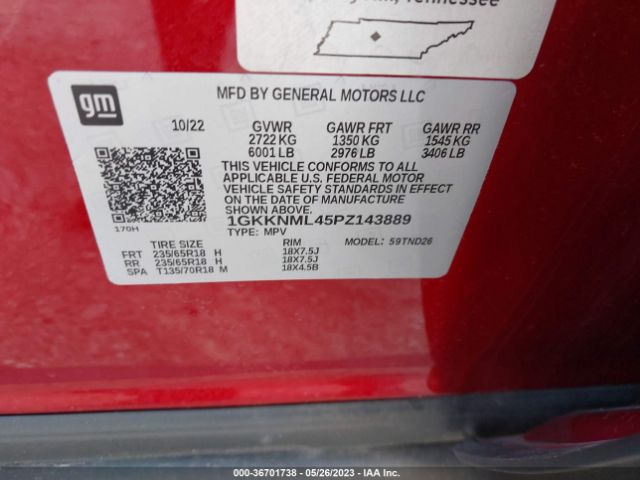 Tennessee
gm
MFD BY GENERAL MOTORS LLC
10/22 GVWR GAWR FRT GAWR RR
2722 KG 1350 KG 1545 KG
6001 LB 2976 LB 3406 LB
THIS VEHICLE CONFORMS TO ALL
APPLICABLE U.S. FEDERAL MOTOR
VEHICLE SAFETY STANDARDS IN EFFECT
ON THE DATE OF MANUFACTURE
SHOWN ABOVE.
170H
1GKKNML45PZ143889
TYPE: MPV MODEL: 59TND26
TIRE SIZE RIM
FRT 235/65R18 H 18X7.5J
RR 235/65R18 H 18X7.5J
SPA T135/70R18 M 18X4.5B
000-36701738 - 05/26/2023 - IAA Inc.